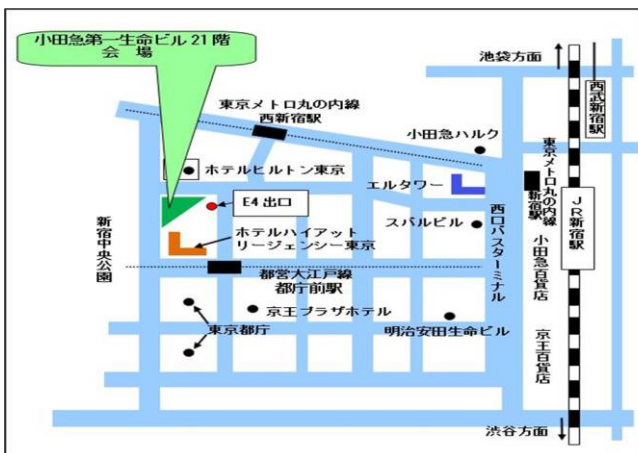 小田急第一生命ビル 21 階
会　場
池袋方面
西武新宿駅
東京メトロ丸の内線
西新宿駅
小田急ハルク
東京メトロ丸の内線
新宿駅
ホテルヒルトン東京
エルタワー
E4 出口
JR新宿駅
新宿中央公園
ホテルハイアット
リージェンシー東京
スバルビル
西口バスターミナル
小田急百貨店
都営大江戸線
都庁前駅
京王プラザホテル
東京都庁
明治安田生命ビル
京王百貨店
渋谷方面